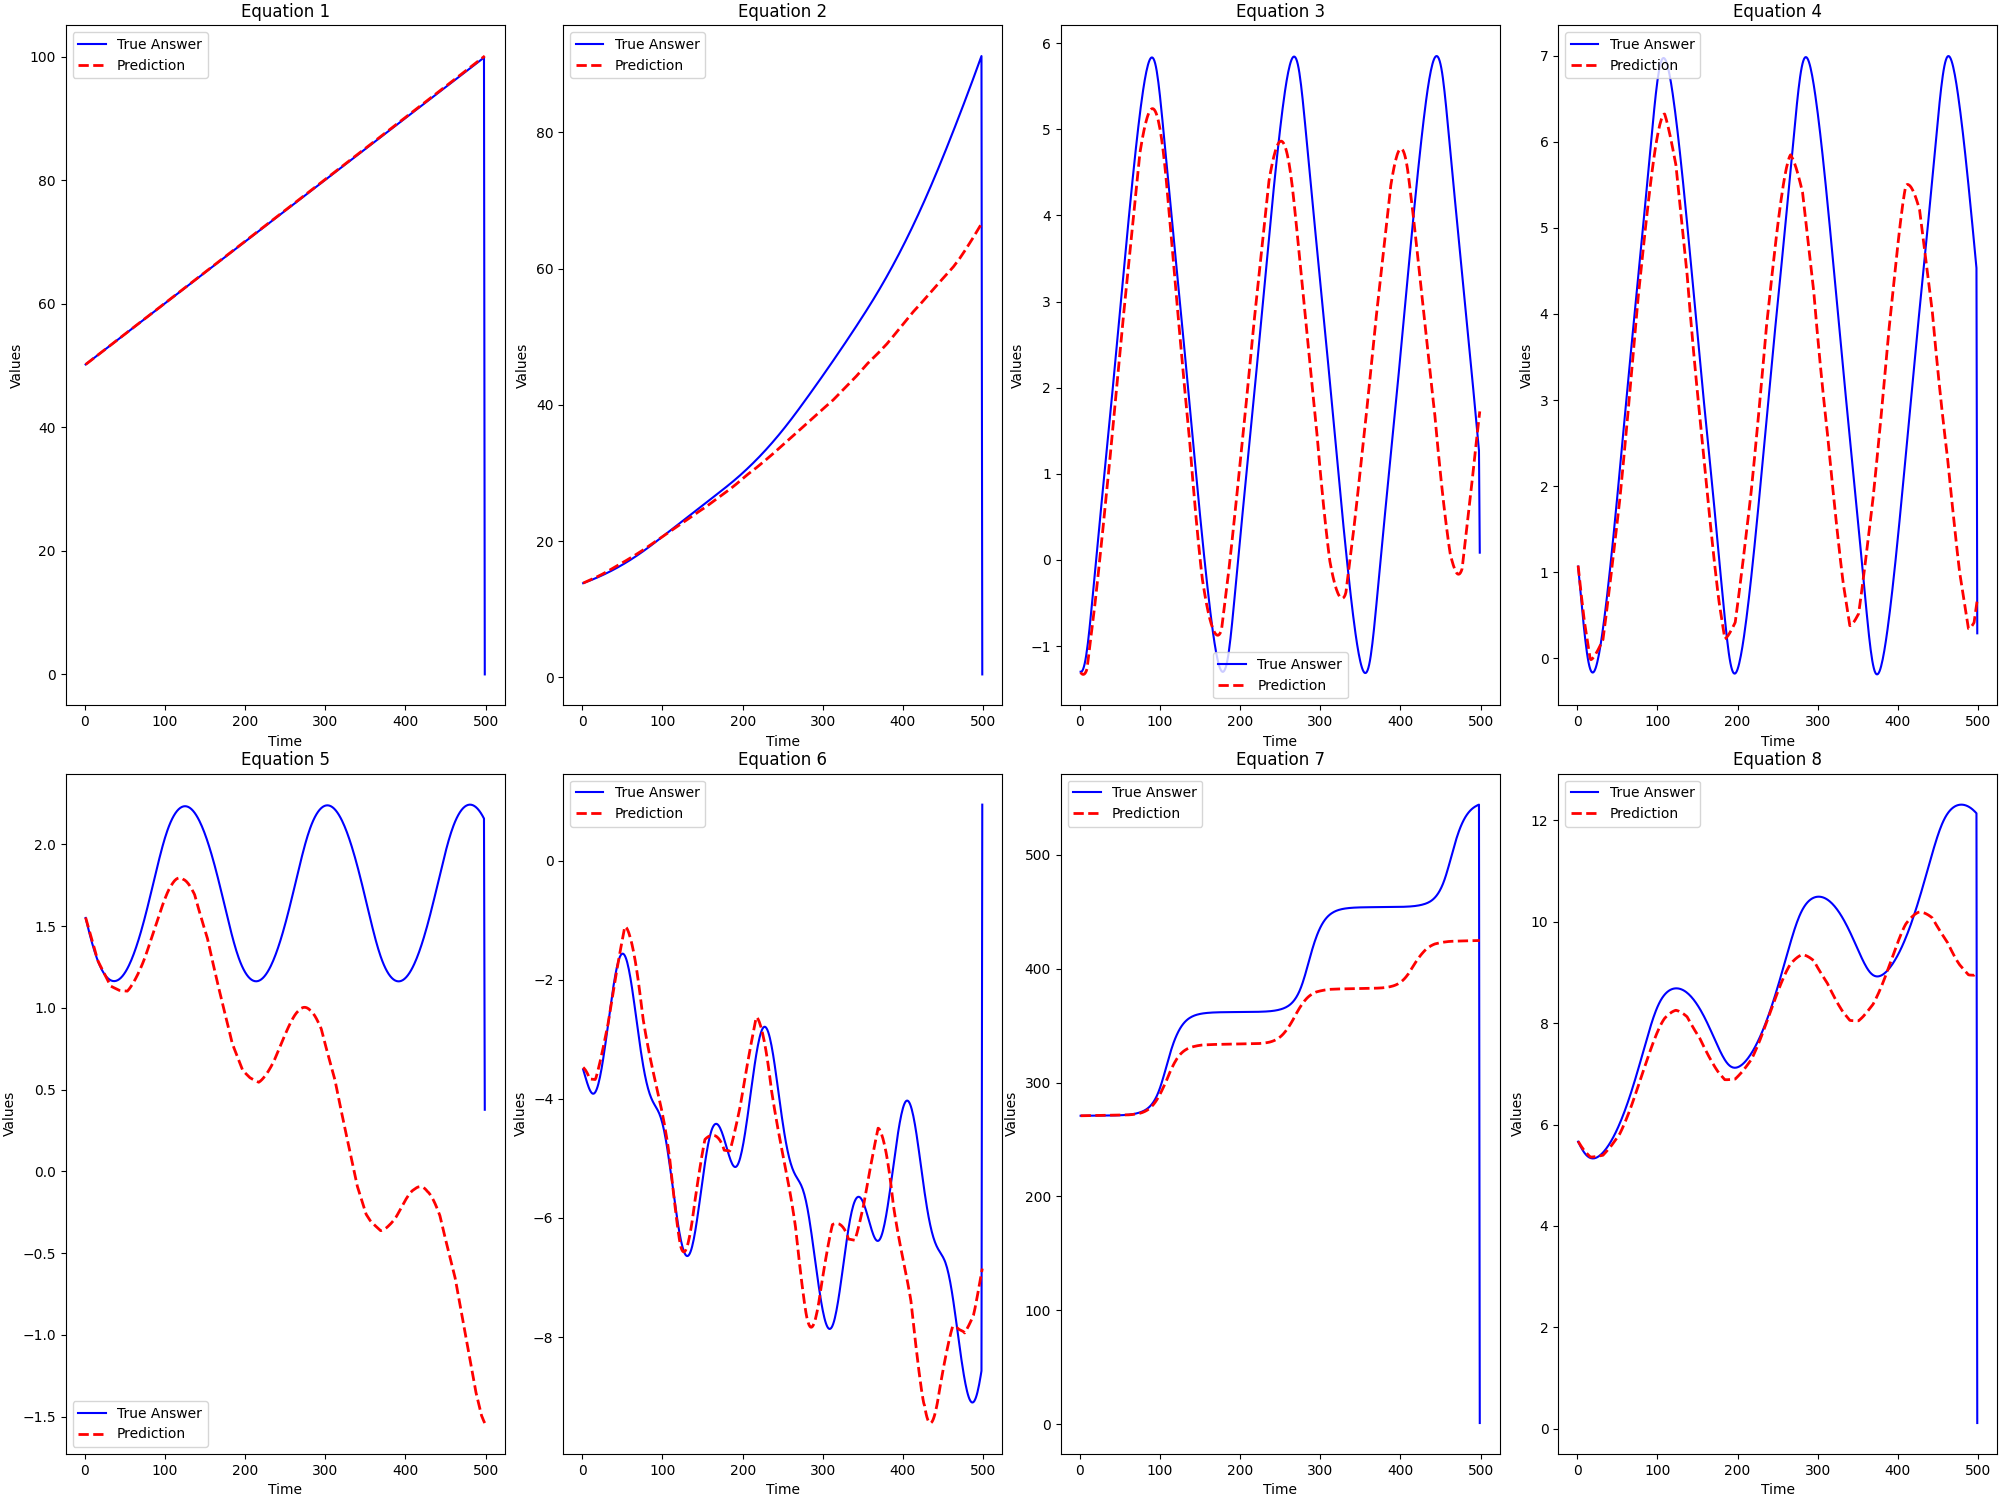 Equation 1
True Answer
Prediction
Values
100
80
60
40
20
0
0 100 200 300 400 500
Time
Equation 2
True Answer
Prediction
Values
80
60
40
20
0
0 100 200 300 400 500
Time
Equation 3
True Answer
Prediction
Values
6
5
4
3
2
1
0
−1
0 100 200 300 400 500
Time
Equation 4
True Answer
Prediction
Values
7
6
5
4
3
2
1
0
0 100 200 300 400 500
Time
Equation 5
True Answer
Prediction
Values
2.0
1.5
1.0
0.5
0.0
−0.5
−1.0
−1.5
0 100 200 300 400 500
Time
Equation 6
True Answer
Prediction
Values
0
−2
−4
−6
−8
0 100 200 300 400 500
Time
Equation 7
True Answer
Prediction
Values
500
400
300
200
100
0
0 100 200 300 400 500
Time
Equation 8
True Answer
Prediction
Values
12
10
8
6
4
2
0
0 100 200 300 400 500
Time